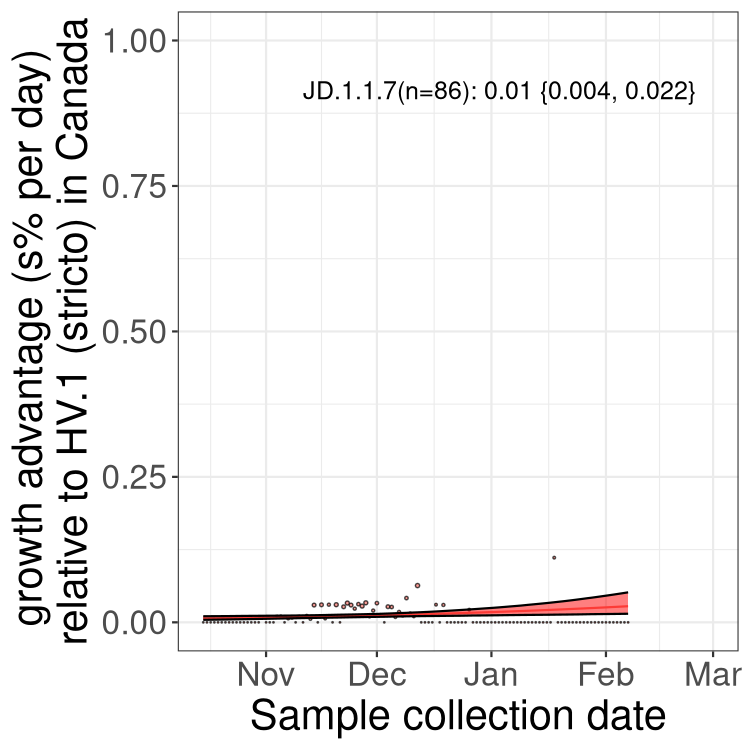 growth advantage (s% per day)
relative to HV.1 (stricto) in Canada
1.00
0.75
0.50
0.25
0.00
JD.1.1.7(n=86): 0.01 {0.004, 0.022}
Nov Dec Jan Feb Mar
Sample collection date